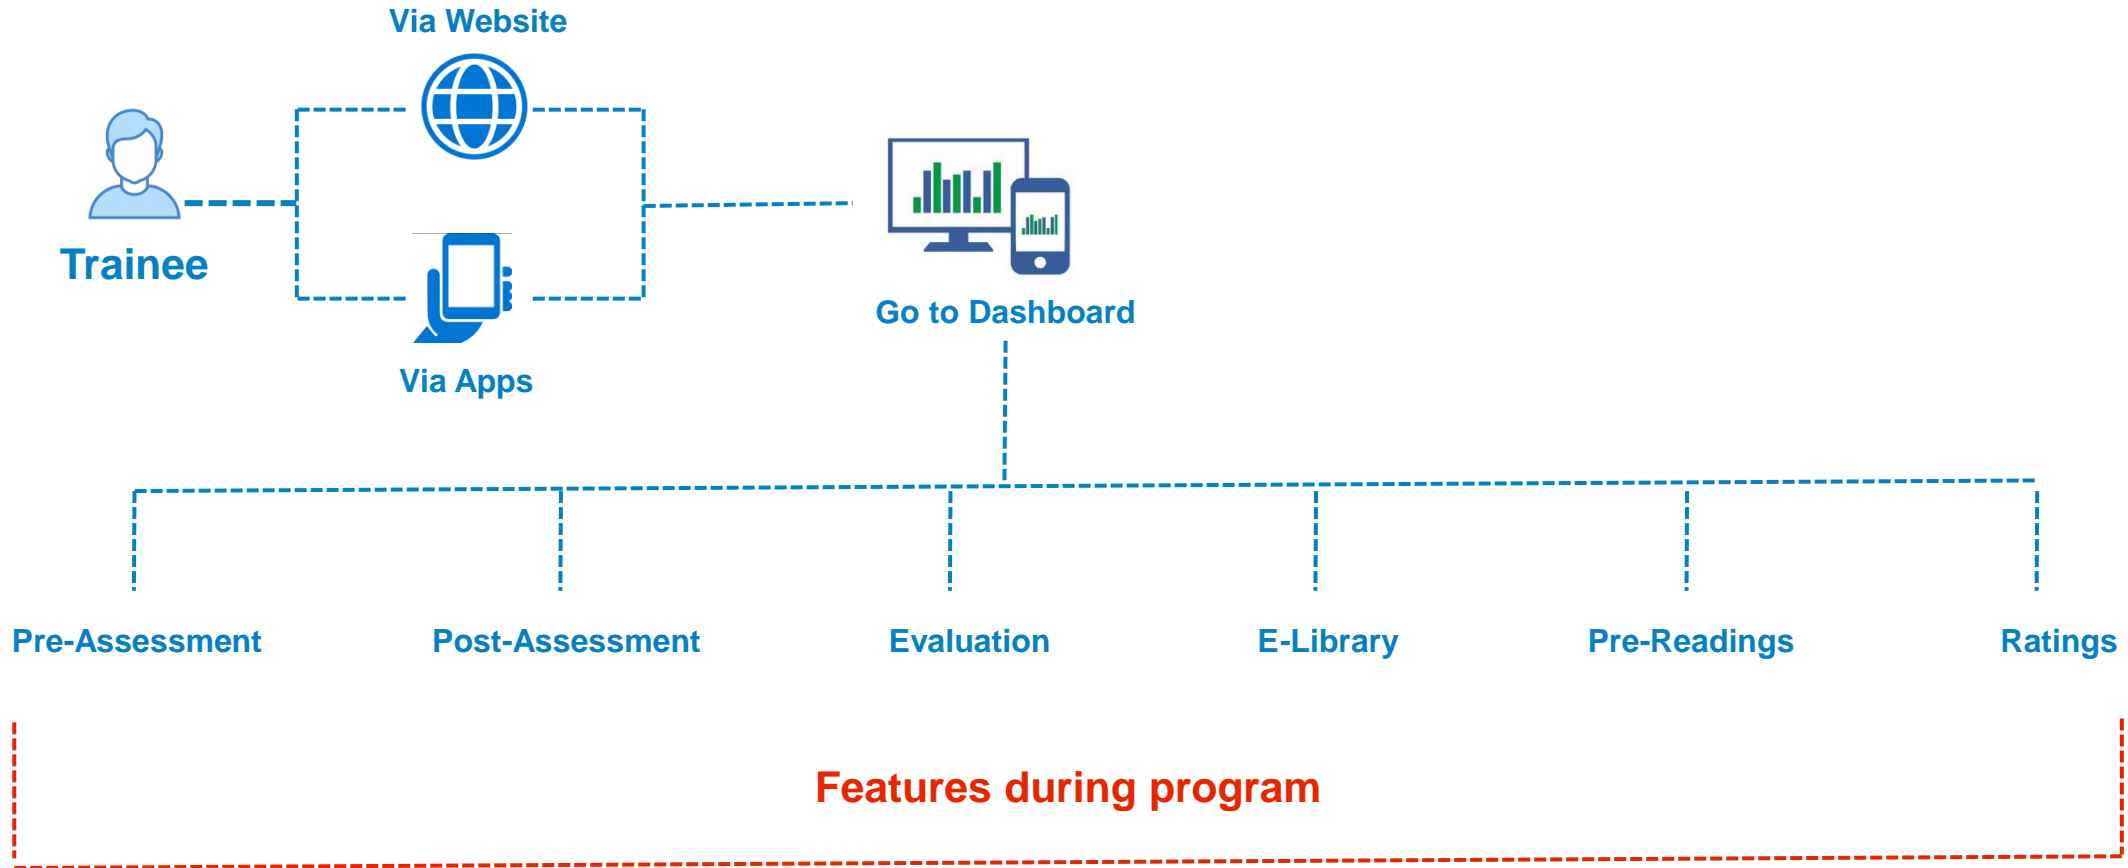 Via Website
Trainee
Via Apps
Go to Dashboard
Pre-Assessment
Post-Assessment
Evaluation
E-Library
Pre-Readings
Ratings
Features during program